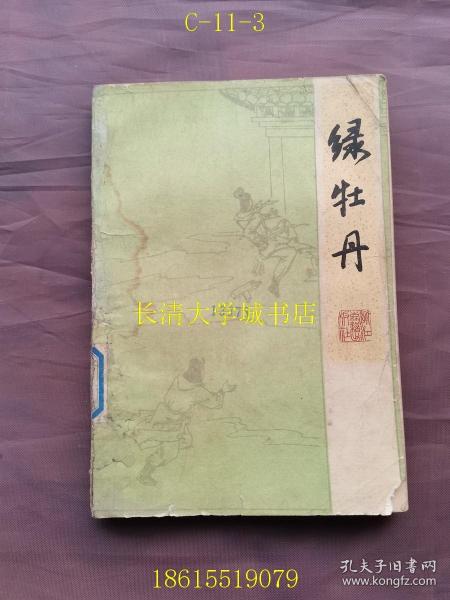 C-11-3
绿牡丹
长清大学城书店
18615519079
孔夫子旧书网
www.kongfz.com